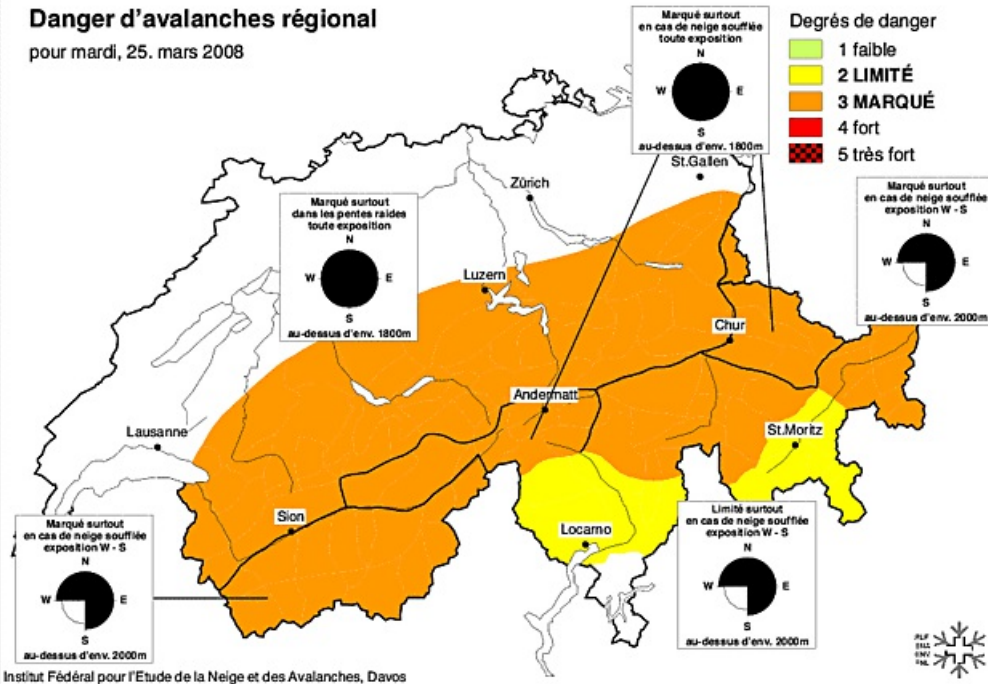 Danger d'avalanches régional
pour mardi, 25. mars 2008
Marqué surtout
en cas de neige soufflée
toute exposition
N
W E
S
au-dessus d'env. 1800m
Degrés de danger
1 faible
2 LIMITÉ
3 MARQUÉ
4 fort
5 très fort
St.Gallen
Zürich
Marqué surtout
dans les pentes raides
toute exposition
N
W E
S
au-dessus d'env. 1800m
Marqué surtout
en cas de neige soufflée
exposition W - S
N
W E
S
au-dessus d'env. 2000m
Luzern
Chur
Andermatt
Lausanne
St.Moritz
Sion
Locarno
Marqué surtout
en cas de neige soufflée
exposition W - S
N
W E
S
au-dessus d'env. 2000m
Limité surtout
en cas de neige soufflée
exposition W - S
N
W E
S
au-dessus d'env. 2000m
SLF
ENV
Institut Fédéral pour l'Etude de la Neige et des Avalanches, Davos